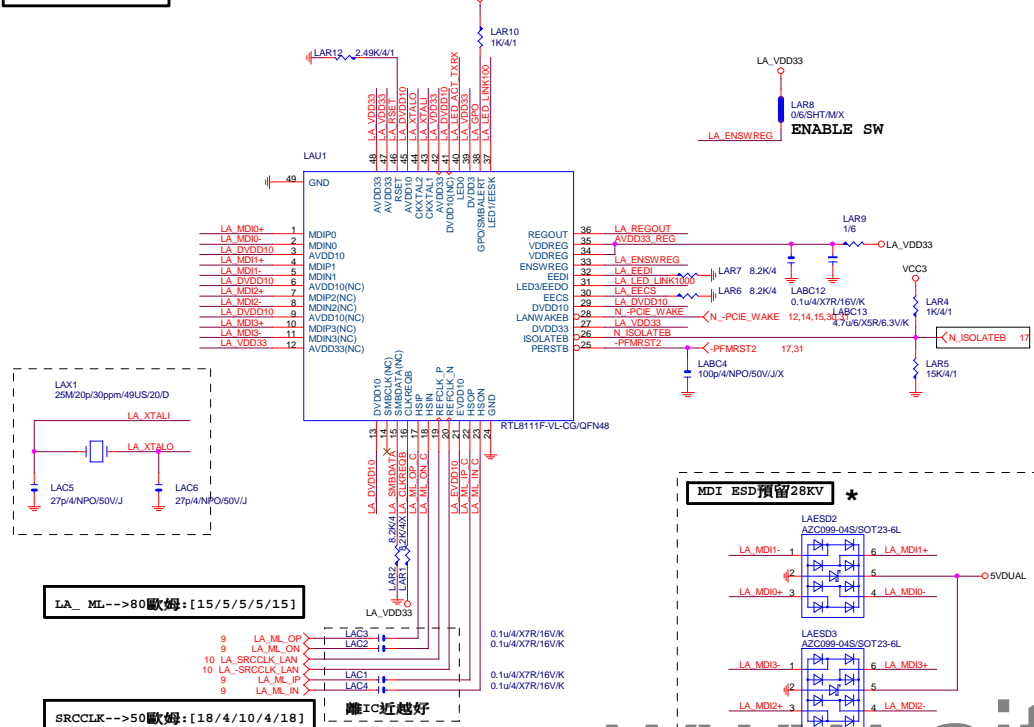 LAR10
1K/4/1
LAR12 2.49K/4/1
LA_VDD33
LAR8
0/6/SHT/M/X
LA_ENSWREG
ENABLE SW
LA_VDD33
LA_VDD33
LA_RSET
LA_DVDD10
LA_XTALO
LA_XTALI
LA_VDD33
LA_DVDD10
LA_LED_ACT_TXRX
LA_VDD33
LA_GPO
LA_LED_LINK100
48 47 46 45 44 43 42 41 40 39 38 37
LAU1
49 GND
AVDD33
AVDD33
RSET
AVDD10
CKXTAL2
CKXTAL1
AVDD33
DVDD10(NC)
LED0
DVDD3
GPO/SMBALERT
LED1/EESK
LA_MDI0+ 1 MDIP0
LA_MDI0- 2 MDIN0
LA_DVDD10 3 AVDD10
LA_MDI1+ 4 MDIP1
LA_MDI1- 5 MDIN1
LA_DVDD10 6 AVDD10(NC)
LA_MDI2+ 7 MDIP2(NC)
LA_MDI2- 8 MDIN2(NC)
LA_DVDD10 9 AVDD10(NC)
LA_MDI3+ 10 MDIP3(NC)
LA_MDI3- 11 MDIN3(NC)
LA_VDD33 12 AVDD33(NC)
REGOUT 36 LA_REGOUT
VDDREG 35 AVDD33_REG
VDDREG 34
ENSWREG 33 LA_ENSWREG
EEDI 32 LA_EEDI
LED3/EEDO 31 LA_LED_LINK1000
EECS 30 LA_EECS
DVDD10 29 LA_DVDD10
LANWAKEB 28 N_-PCIE_WAKE
DVDD33 27 LA_VDD33
ISOLATEB 26 N_ISOLATEB
PERSTB 25 -PFMRST2
LAR9
1/6
LA_VDD33
LAR7 8.2K/4
LAR6 8.2K/4
LABC12
0.1u/4/X7R/16V/K
LABC13
4.7u/6/X5R/6.3V/K
VCC3
LAR4
1K/4/1
N_-PCIE_WAKE 12,14,15,30,31
N_ISOLATEB 17
-PFMRST2 17,31
LABC4
100p/4/NPO/50V/J/X
LAR5
15K/4/1
DVDD10
SMBCLK(NC)
SMBDATA(NC)
CLKREQB
HSIP
HSIN
REFCLK_P
REFCLK_N
EVDD10
HSOP
HSON
GND
RTL8111F-VL-CG/QFN48
13 14 15 16 17 18 19 20 21 22 23 24
LA_DVDD10
LA_SMBDATA
LA_CLKREQB
LA_ML_OP_C
LA_ML_ON_C
LA_EVDD10
LA_ML_IP_C
LA_ML_IN_C
LAX1
25M/20p/30ppm/49US/20/D
LA_XTALI
LA_XTALO
LAC5
27p/4/NPO/50V/J
LAC6
27p/4/NPO/50V/J
8.2K/4
8.2K/4/X
LAR2
LAR1
LA_VDD33
LA_ ML-->80歐姆:[15/5/5/5/15]
9 LA_ML_OP LAC3 0.1u/4/X7R/16V/K
9 LA_ML_ON LAC2 0.1u/4/X7R/16V/K
10 LA_SRCCLK_LAN
10 LA_-SRCCLK_LAN
9 LA_ML_IP LAC1 0.1u/4/X7R/16V/K
9 LA_ML_IN LAC4 0.1u/4/X7R/16V/K
離IC近越好
SRCCLK-->50歐姆:[18/4/10/4/18]
MDI ESD預留28KV *
LAESD2
AZC099-04S/SOT23-6L
LA_MDI1- 1 6 LA_MDI1+
2 5 5VDUAL
LA_MDI0+ 3 4 LA_MDI0-
LAESD3
AZC099-04S/SOT23-6L
LA_MDI3- 1 6 LA_MDI3+
2 5
LA_MDI2+ 3 4 LA_MDI2-